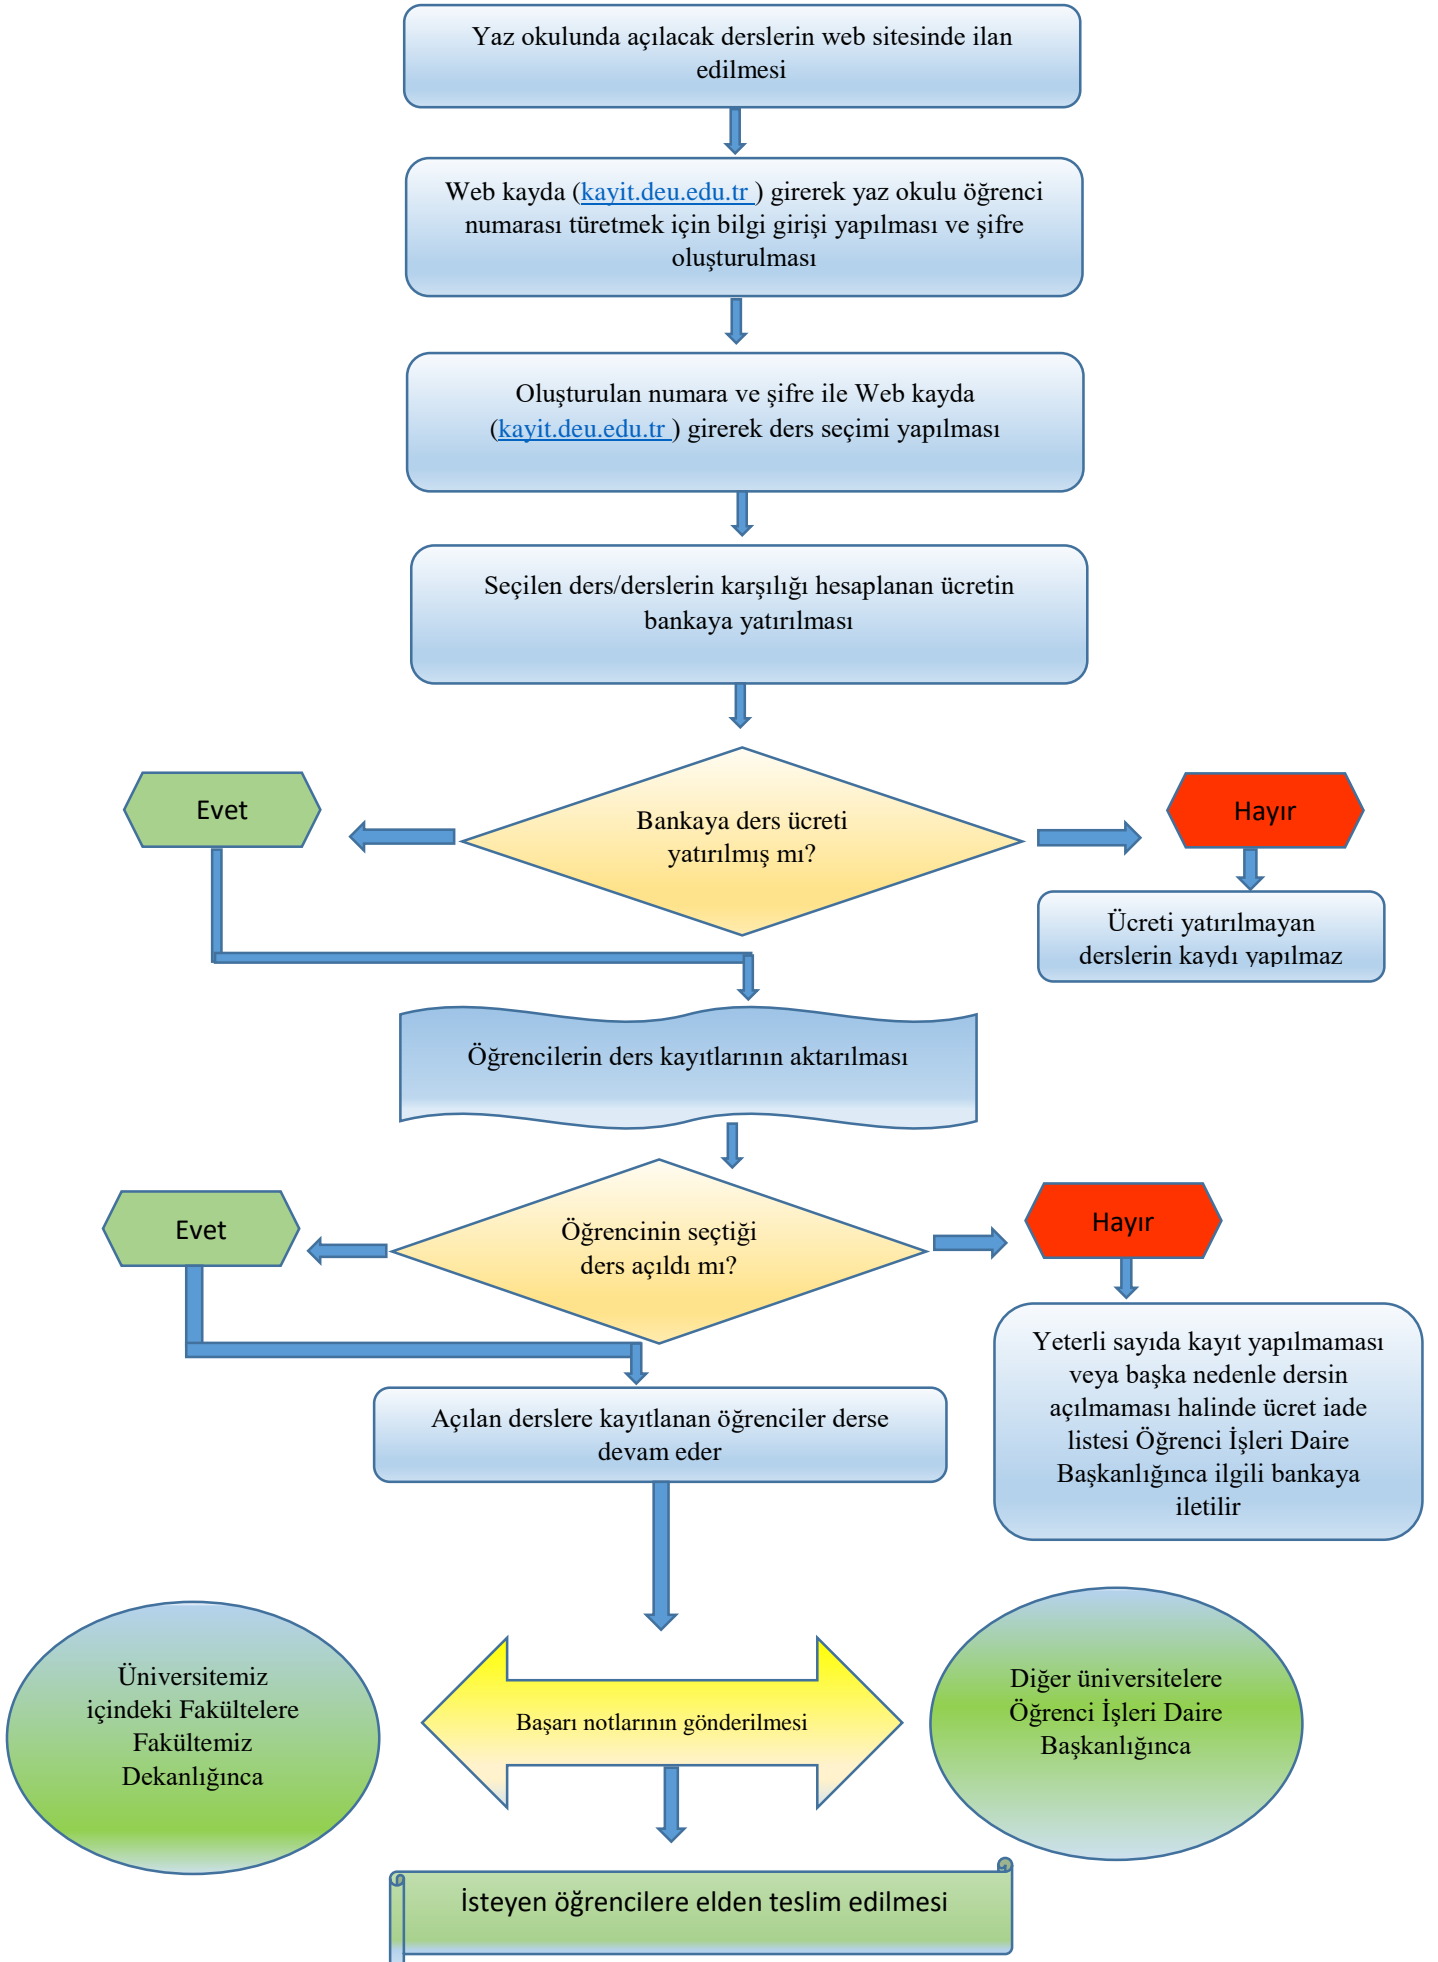 Yaz okulunda açılacak derslerin web sitesinde ilan
edilmesi
Web kayda (kayit.deu.edu.tr ) girerek yaz okulu öğrenci
numarası türetmek için bilgi girişi yapılması ve şifre
oluşturulması
Oluşturulan numara ve şifre ile Web kayda
(kayit.deu.edu.tr ) girerek ders seçimi yapılması
Seçilen ders/derslerin karşılığı hesaplanan ücretin
bankaya yatırılması
Evet
Bankaya ders ücreti
yatırılmış mı?
Hayır
Ücreti yatırılmayan
derslerin kaydı yapılmaz
Öğrencilerin ders kayıtlarının aktarılması
Evet
Öğrencinin seçtiği
ders açıldı mı?
Hayır
Yeterli sayıda kayıt yapılmaması
veya başka nedenle dersin
açılmaması halinde ücret iade
listesi Öğrenci İşleri Daire
Başkanlığınca ilgili bankaya
iletilir
Açılan derslere kayıtlanan öğrenciler derse
devam eder
Üniversitemiz
içindeki Fakültelere
Fakültemiz
Dekanlığınca
Başarı notlarının gönderilmesi
Diğer üniversitelere
Öğrenci İşleri Daire
Başkanlığınca
İsteyen öğrencilere elden teslim edilmesi